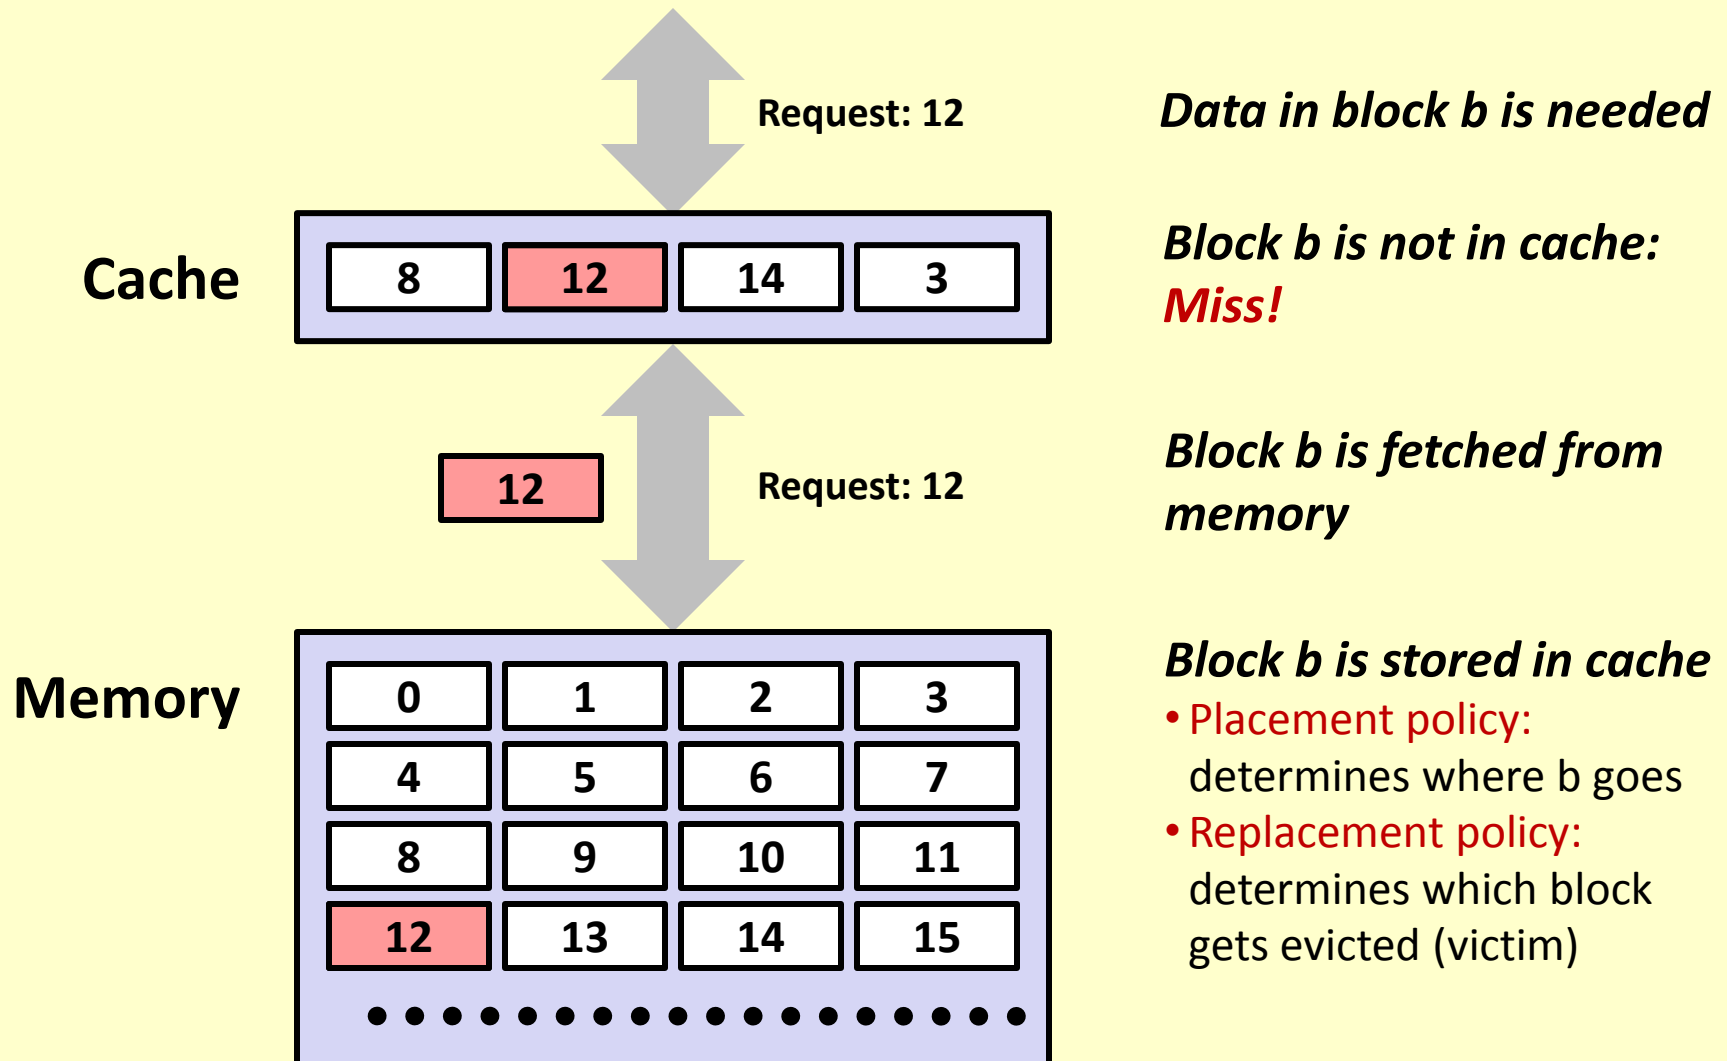 Request: 12
Data in block b is needed
Cache
8 12 14 3
Block b is not in cache:
Miss!
12
Request: 12
Block b is fetched from
memory
Memory
0 1 2 3
4 5 6 7
8 9 10 11
12 13 14 15
Block b is stored in cache
• Placement policy:
determines where b goes
• Replacement policy:
determines which block
gets evicted (victim)